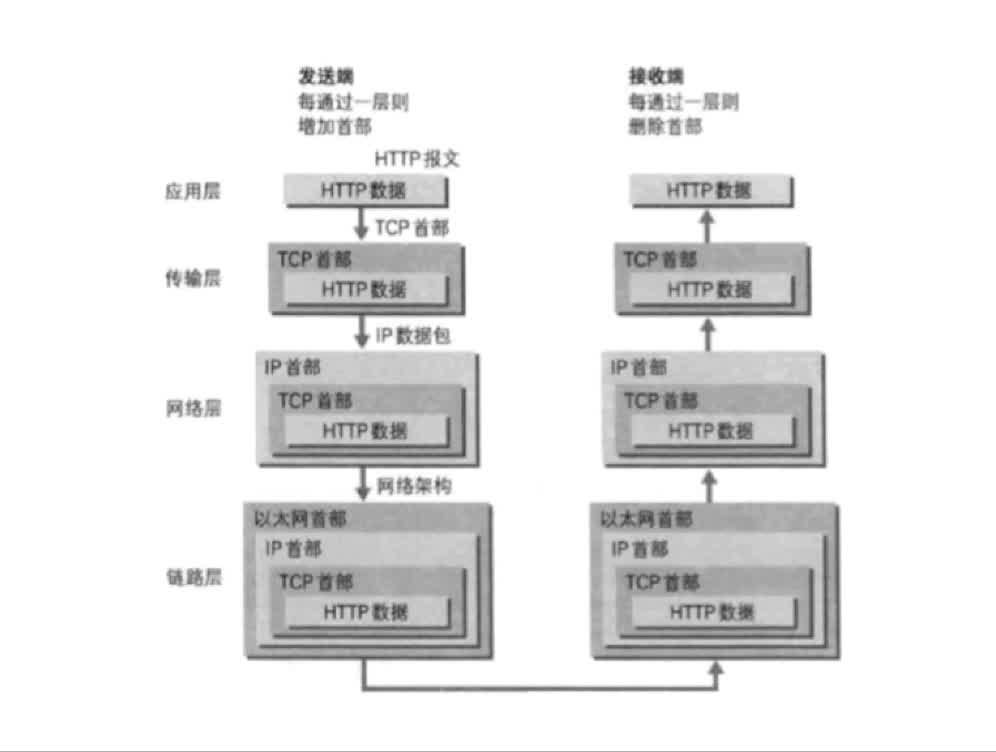 发送端
每通过一层则
增加首部
HTTP 报文
应用层
HTTP 数据
TCP 首部
传输层
TCP 首部
HTTP 数据
IP 数据包
网络层
IP 首部
TCP 首部
HTTP 数据
网络架构
链路层
以太网首部
IP 首部
TCP 首部
HTTP 数据
接收端
每通过一层则
删除首部
HTTP 数据
TCP 首部
HTTP 数据
IP 首部
TCP 首部
HTTP 数据
以太网首部
IP 首部
TCP 首部
HTTP 数据